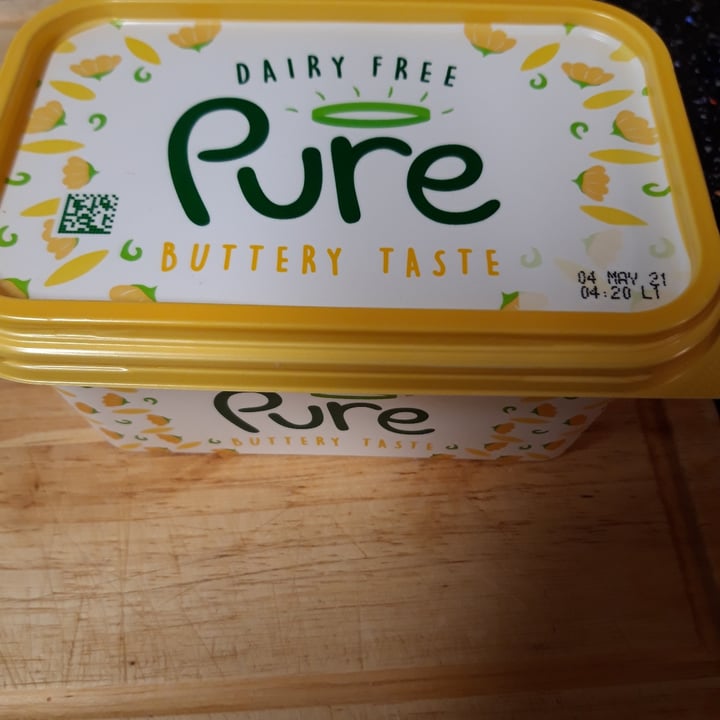 DAIRY FREE
Pure
BUTTERY TASTE
04 MAY 21
04:20 L1
Pure
BUTTERY TASTE